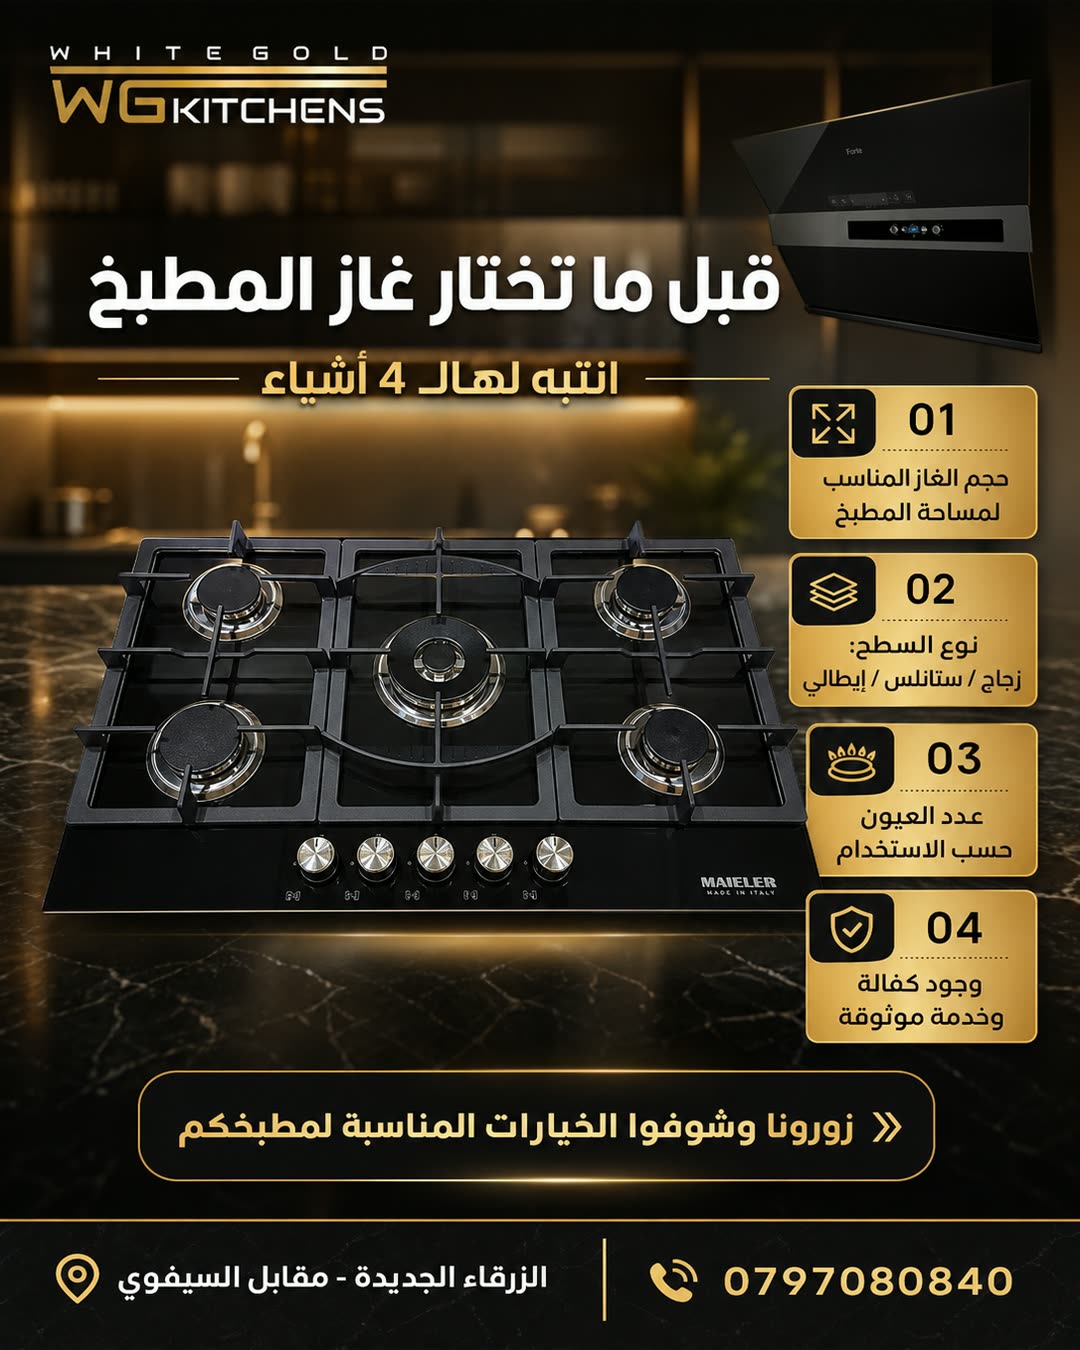 WHITE GOLD
WG KITCHENS
Forte
قبل ما تختار غاز المطبخ
انتبه لهالـ 4 أشياء
01
حجم الغاز المناسب
لمساحة المطبخ
02
نوع السطح:
زجاج / ستانلس / إيطالي
03
عدد العيون
حسب الاستخدام
MAIELER
MADE IN ITALY
04
وجود كفالة
وخدمة موثوقة
زورونا وشوفوا الخيارات المناسبة لمطبخكم
الزرقاء الجديدة - مقابل السيفوي
0797080840